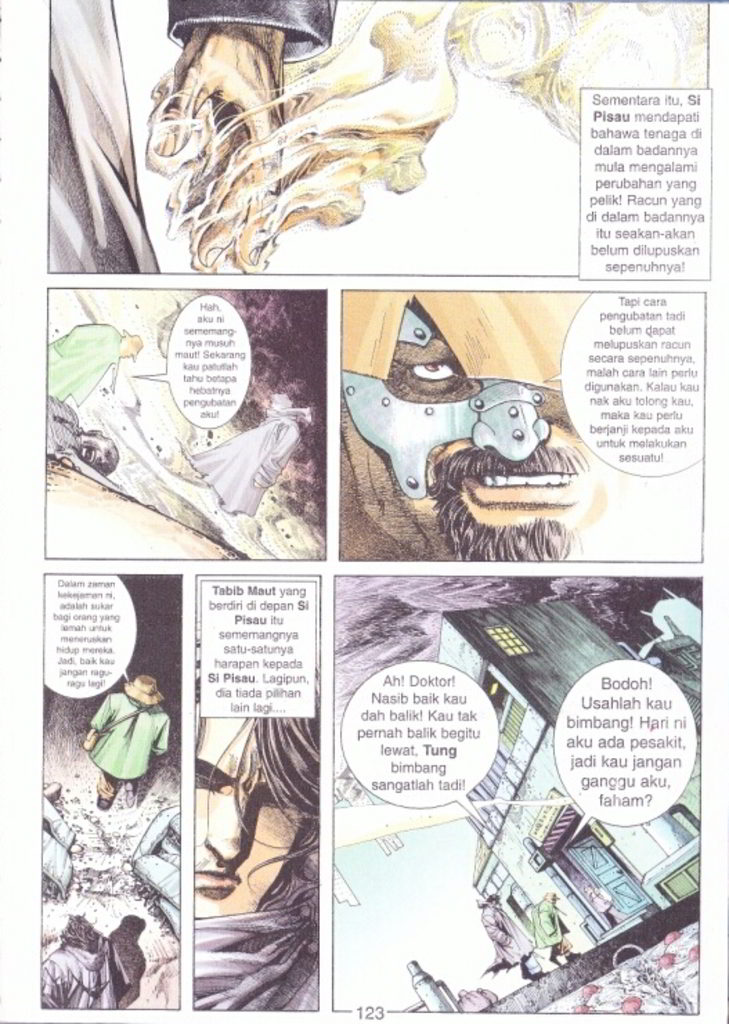 Sementara itu, Si
Pisau mendapati
bahawa tenaga di
dalam badannya
mula mengalami
perubahan yang
pelik! Racun yang
di dalam badannya
itu seakan-akan
belum dilupuskan
sepenuhnya!
Hah,
aku ni
sememang-
nya musuh
maut! Sekarang
kau patutlah
tahu betapa
hebatnya
pengubatan
aku!
Tapi cara
pengubatan tadi
belum dapat
melupuskan racun
secara sepenuhnya,
malah cara lain perlu
digunakan. Kalau kau
nak aku tolong kau,
maka kau perlu
berjanji kepada aku
untuk melakukan
sesuatu!
Dalam zaman
kekejaman ni,
adalah sukar
bagi orang yang
lemah untuk
meneruskan
hidup mereka.
Jadi, baik kau
jangan ragu-
ragu lagi!
Tabib Maut yang
berdiri di depan Si
Pisau itu
sememangnya
satu-satunya
harapan kepada
Si Pisau. Lagipun,
dia tiada pilihan
lain lagi....
Ah! Doktor!
Nasib baik kau
dah balik! Kau tak
pernah balik begitu
lewat, Tung
bimbang
sangatlah tadi!
Bodoh!
Usahlah kau
bimbang! Hari ni
aku ada pesakit,
jadi kau jangan
ganggu aku,
faham?
123